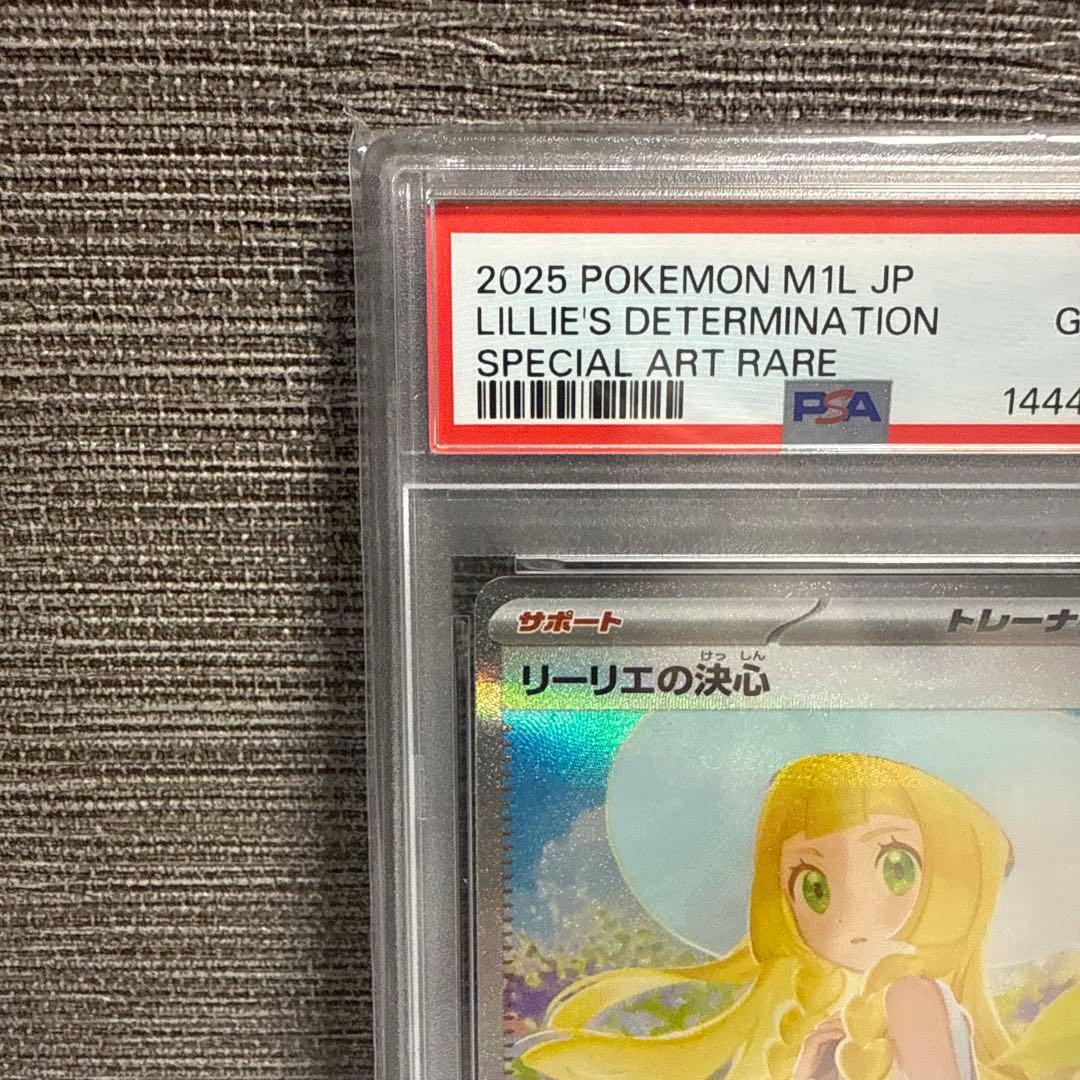 2025 POKEMON M1L JP
LILLIE'S DETERMINATION
SPECIAL ART RARE
PSA
サポート
けっしん
リーリエの決心